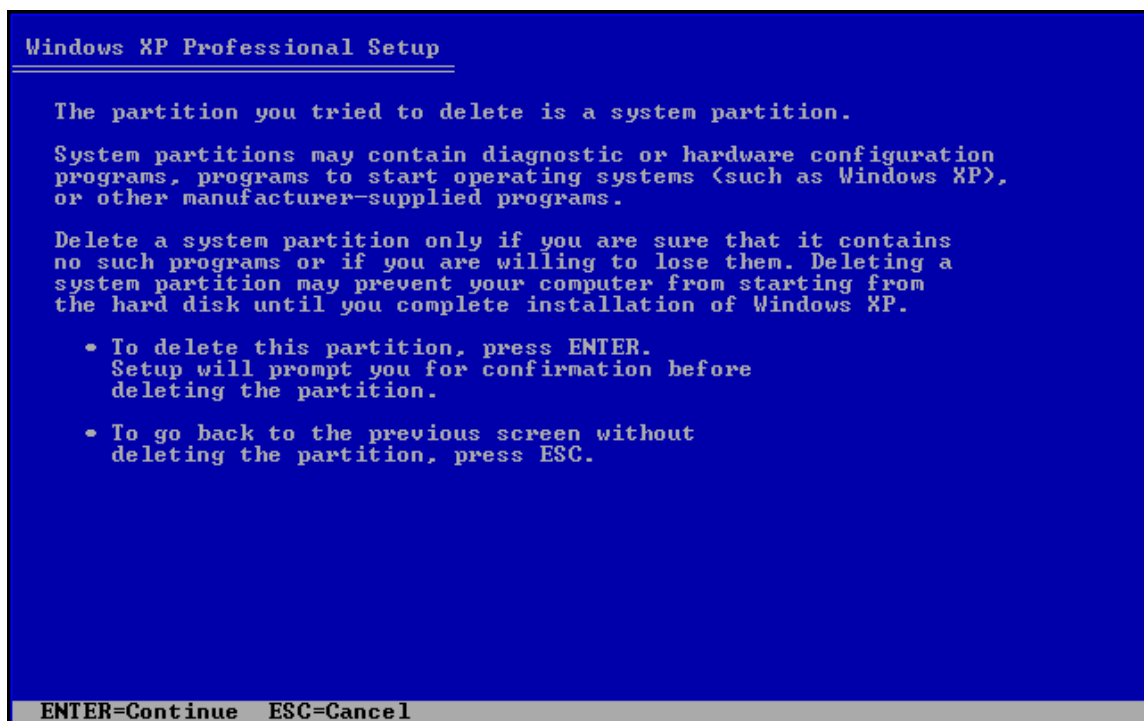 Windows XP Professional Setup
The partition you tried to delete is a system partition.
System partitions may contain diagnostic or hardware configuration
programs, programs to start operating systems (such as Windows XP),
or other manufacturer-supplied programs.
Delete a system partition only if you are sure that it contains
no such programs or if you are willing to lose them. Deleting a
system partition may prevent your computer from starting from
the hard disk until you complete installation of Windows XP.
• To delete this partition, press ENTER.
Setup will prompt you for confirmation before
deleting the partition.
• To go back to the previous screen without
deleting the partition, press ESC.
ENTER=Continue ESC=Cancel